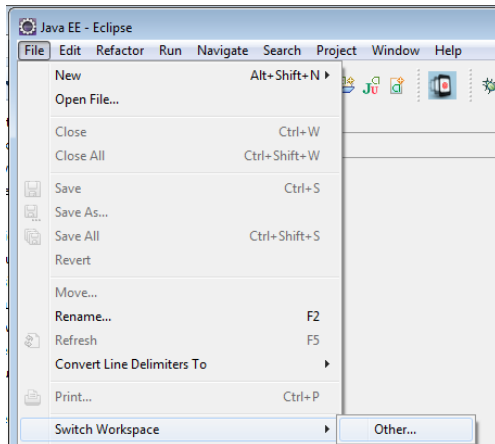 Java EE - Eclipse
File Edit Refactor Run Navigate Search Project Window Help
New Alt+Shift+N
Open File...
Close Ctrl+W
Close All Ctrl+Shift+W
Save Ctrl+S
Save As...
Save All Ctrl+Shift+S
Revert
Move...
Rename... F2
Refresh F5
Convert Line Delimiters To
Print... Ctrl+P
Switch Workspace Other...